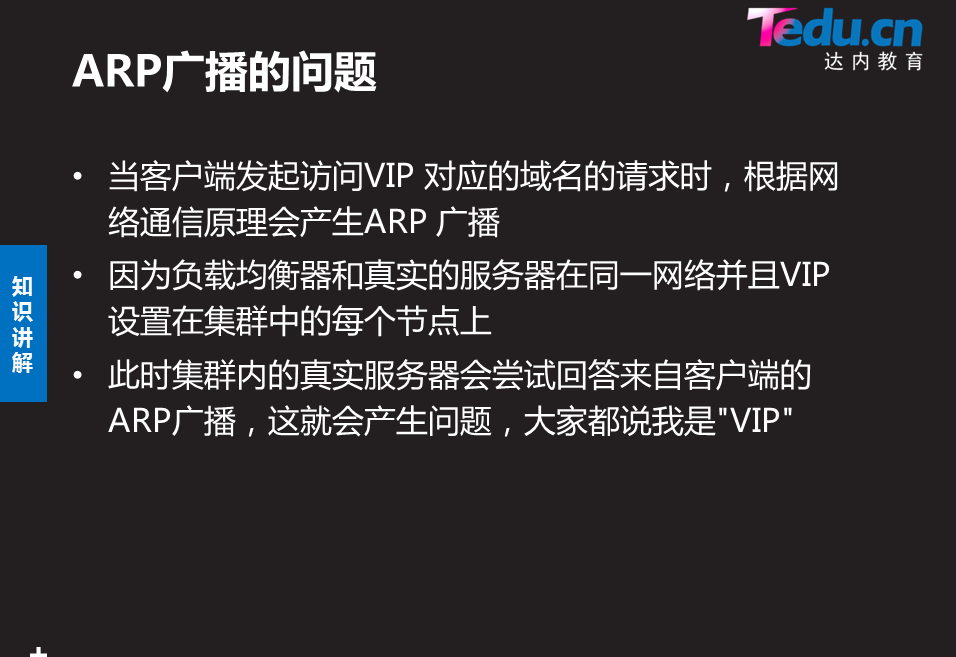 Tedu.cn
达内教育
ARP广播的问题
• 当客户端发起访问VIP 对应的域名的请求时，根据网
络通信原理会产生ARP 广播
• 因为负载均衡器和真实的服务器在同一网络并且VIP
设置在集群中的每个节点上
• 此时集群内的真实服务器会尝试回答来自客户端的
ARP广播，这就会产生问题，大家都说我是"VIP"
知
识
讲
解
+